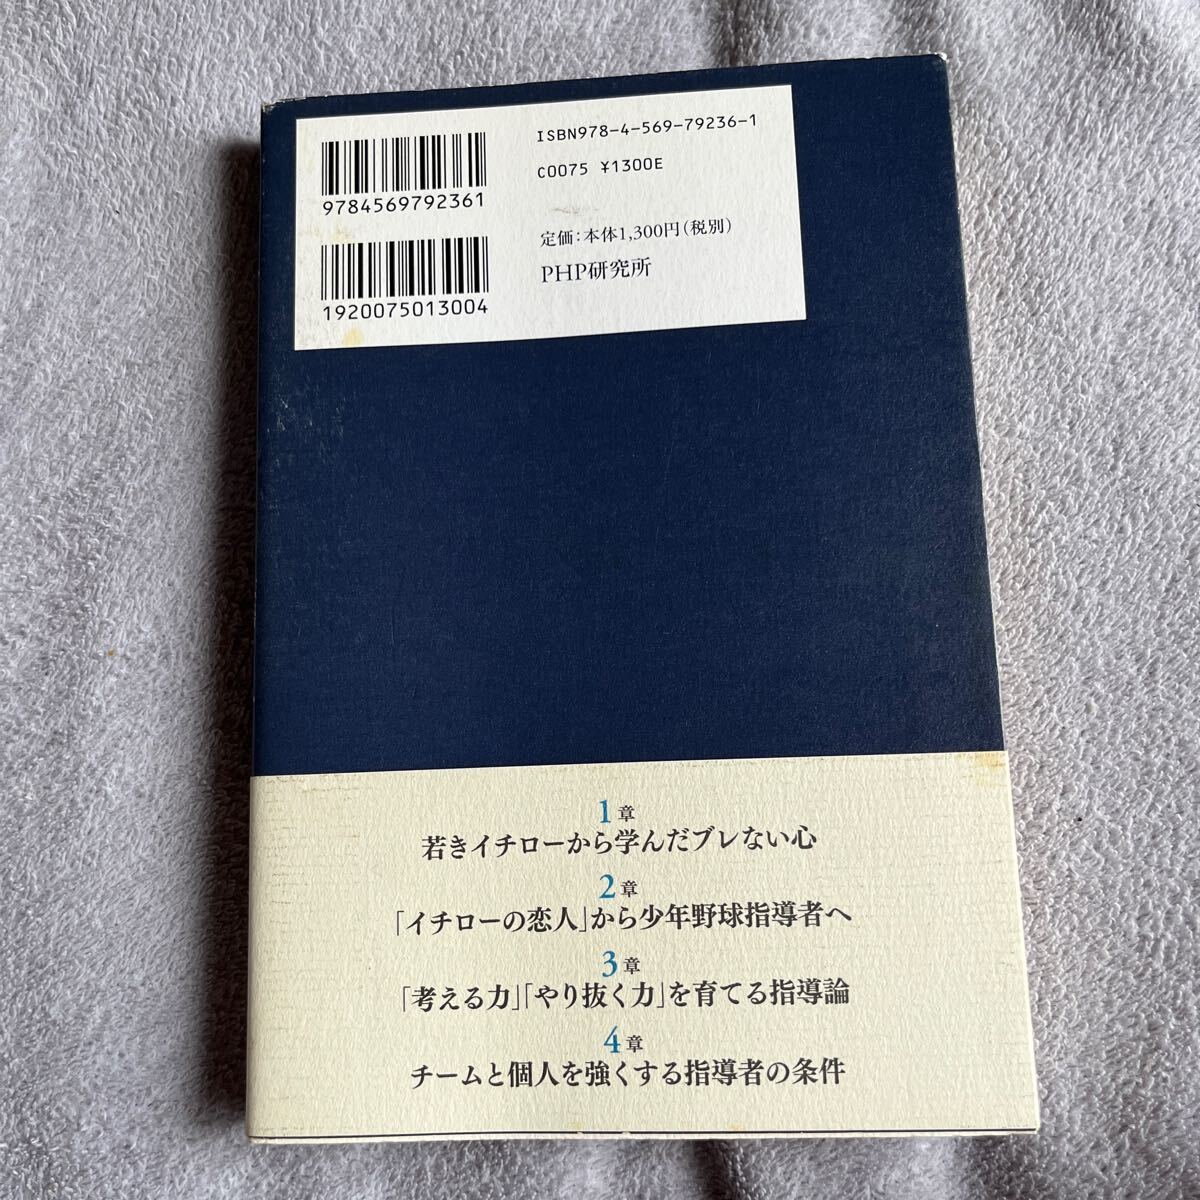 ISBN978-4-569-79236-1
C0075 ¥1300E
9784569792361
定価：本体1,300円(税別)
PHP研究所
1920075013004
1章
若きイチローから学んだブレない心
2章
「イチローの恋人」から少年野球指導者へ
3章
「考える力」「やり抜く力」を育てる指導論
4章
チームと個人を強くする指導者の条件